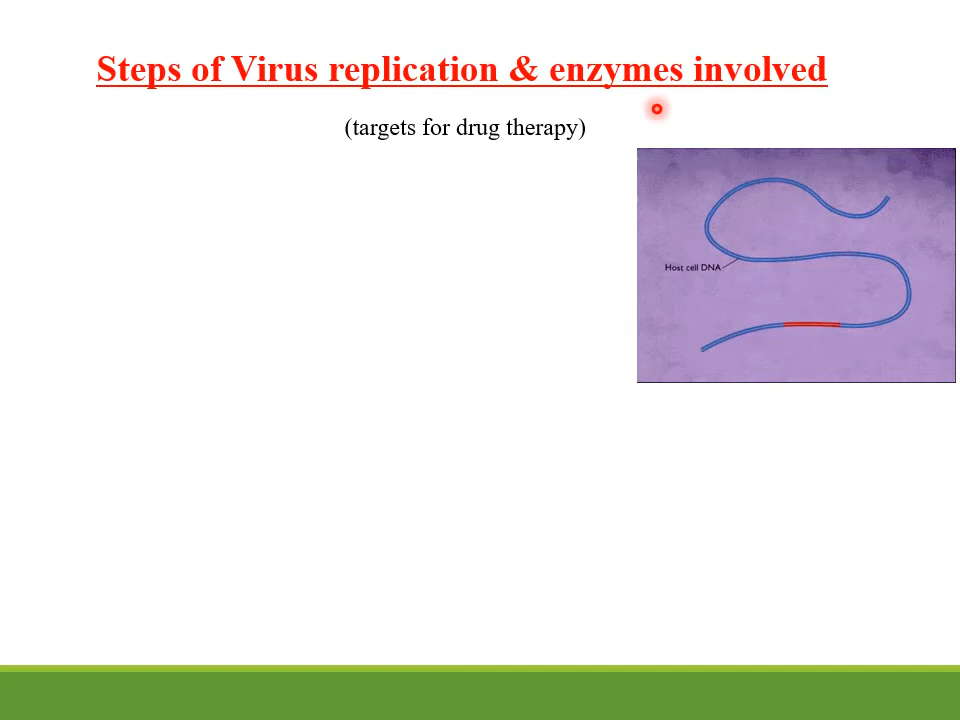 Steps of Virus replication & enzymes involved
(targets for drug therapy)
Host cell DNA